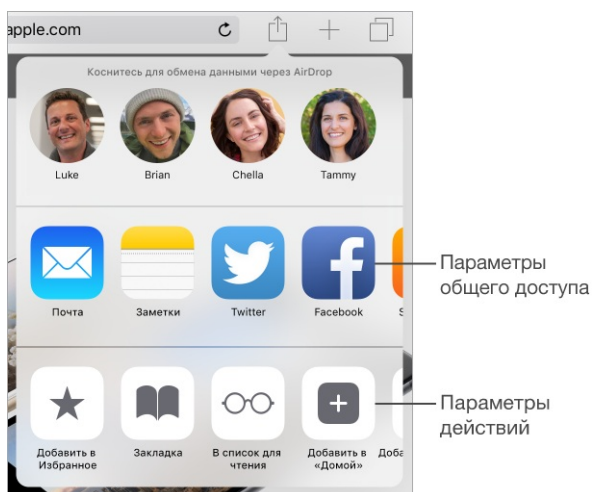 apple.com
Коснитесь для обмена данными через AirDrop
Luke Brian Chella Tammy
Почта Заметки Twitter Facebook S
Параметры
общего доступа
Добавить в Закладка В список для Добавить в Доба
Избранное чтения «Домой»
Параметры
действий